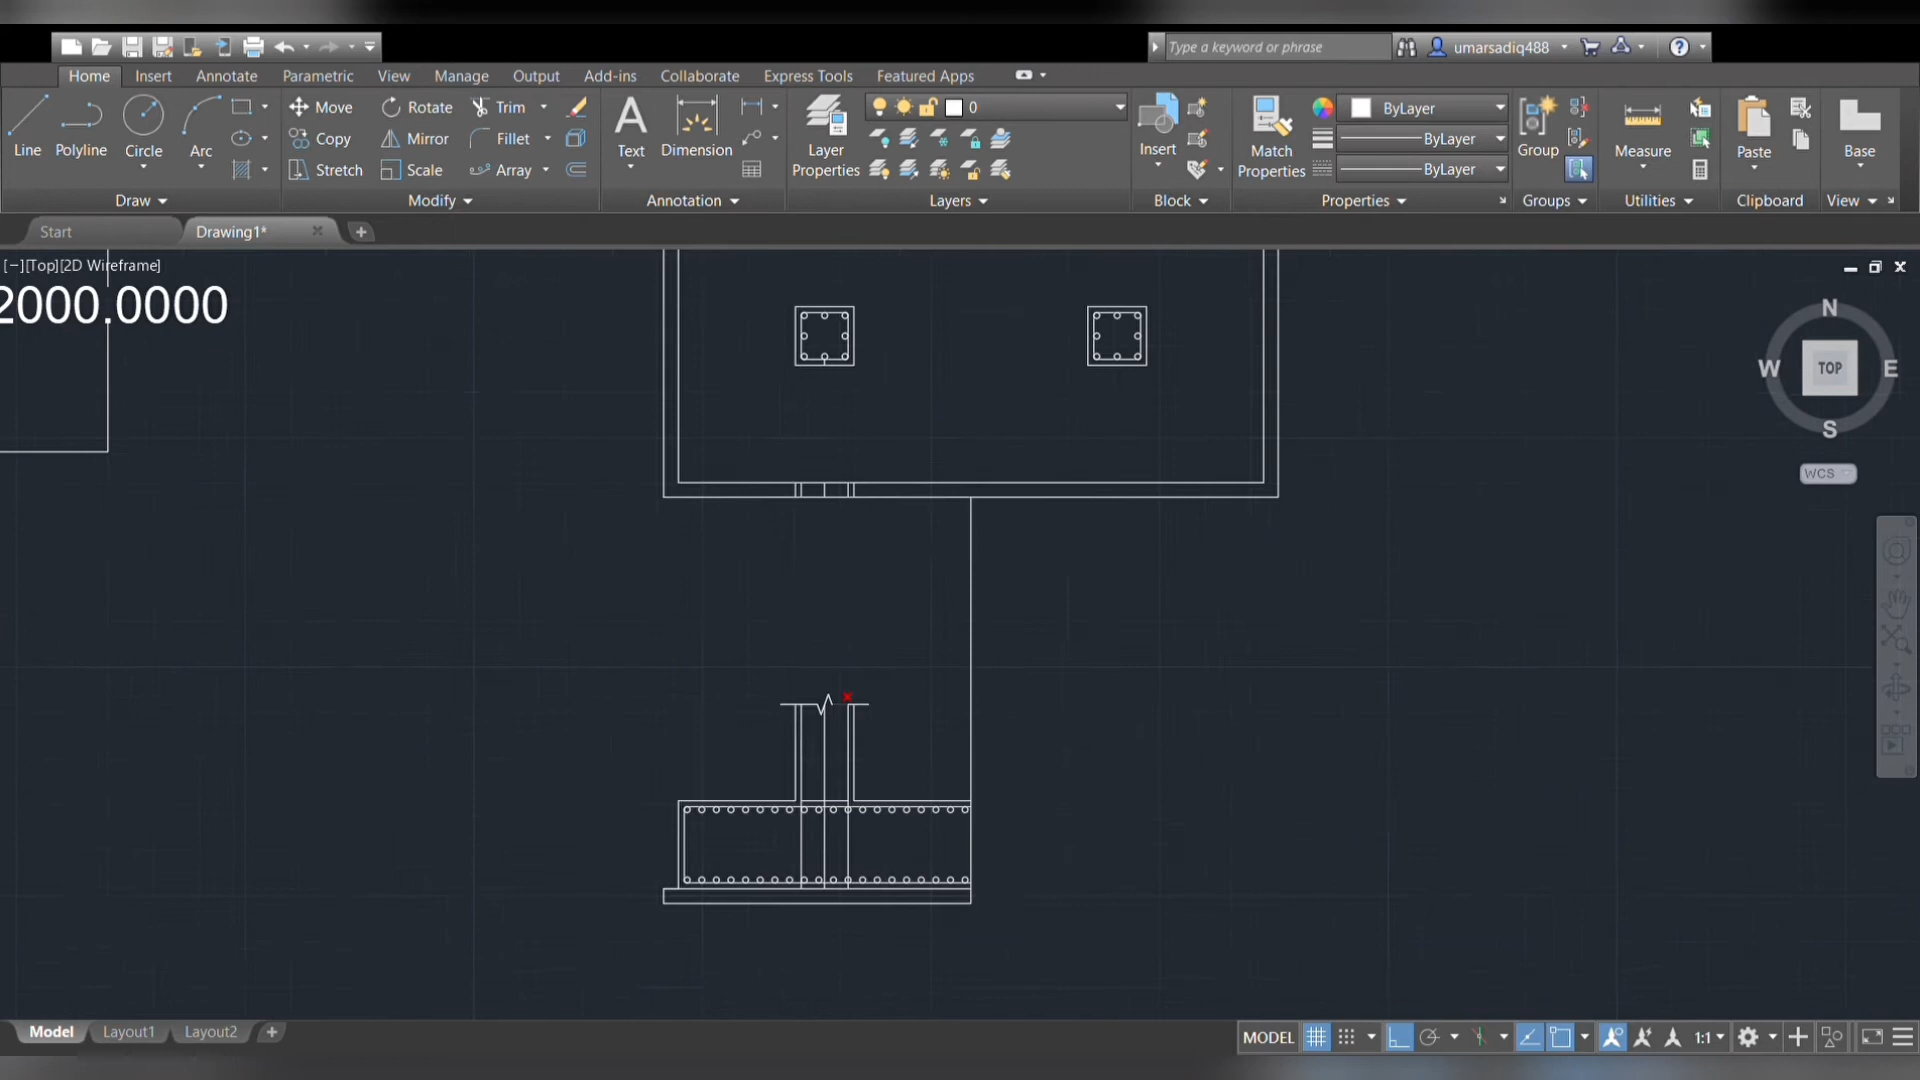 Type a keyword or phrase
umarsadiq488
Home Insert Annotate Parametric View Manage Output Add-ins Collaborate Express Tools Featured Apps
Line Polyline Circle Arc
Move Rotate Trim
Copy Mirror Fillet
Stretch Scale Array
Text Dimension
Layer Properties
0
Insert
Match Properties
ByLayer
ByLayer
ByLayer
Group
Measure
Paste
Base
Draw Modify Annotation Layers Block Properties Groups Utilities Clipboard View
Start Drawing1*
[−][Top][2D Wireframe]
2000.0000
N
W TOP E
S
WCS
Model Layout1 Layout2
MODEL 1:1